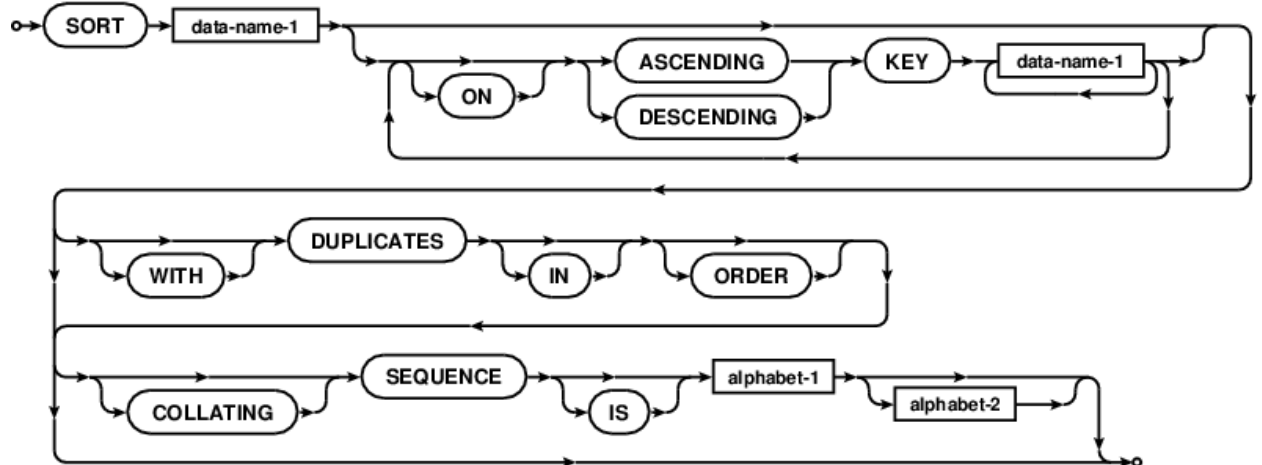 SORT data-name-1
ASCENDING KEY data-name-1
ON
DESCENDING
DUPLICATES
WITH IN ORDER
SEQUENCE alphabet-1
COLLATING IS alphabet-2